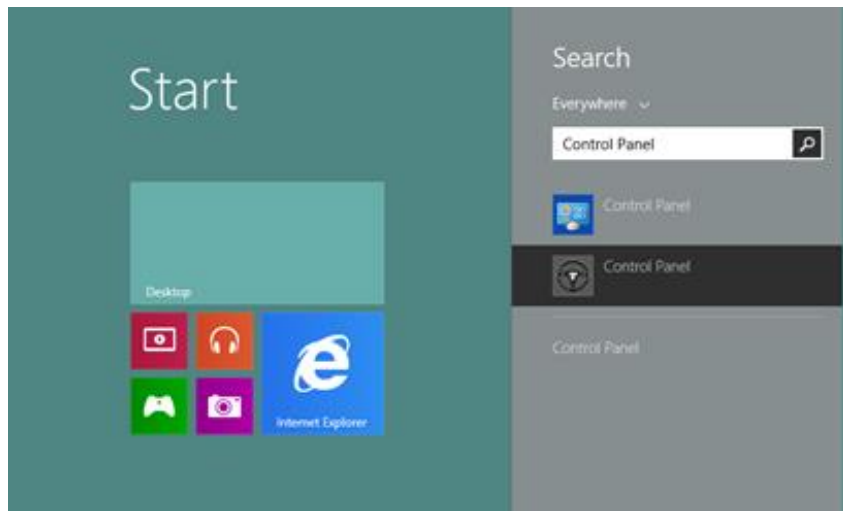 Start
Desktop
Internet Explorer
Search
Everywhere
Control Panel
Control Panel
Control Panel
Control Panel